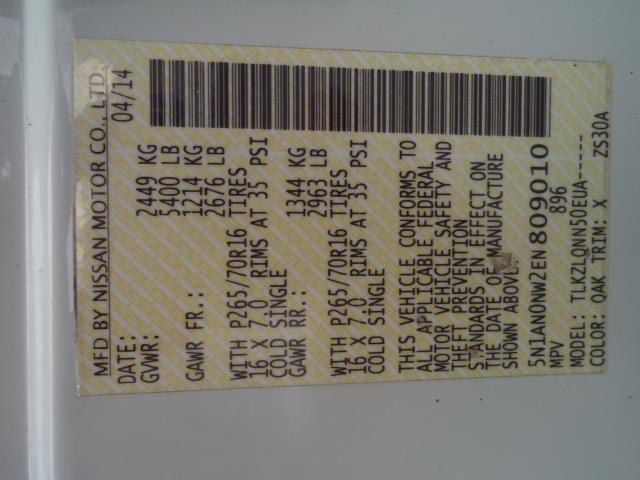 MFD BY NISSAN MOTOR CO., LTD.
DATE: 04/14
GVWR: 2449 KG
5400 LB
GAWR FR.: 1214 KG
2676 LB
WITH P265/70R16 TIRES
16 X 7.0 RIMS AT 35 PSI
COLD SINGLE
GAWR RR.: 1344 KG
2963 LB
WITH P265/70R16 TIRES
16 X 7.0 RIMS AT 35 PSI
COLD SINGLE
THIS VEHICLE CONFORMS TO
ALL APPLICABLE FEDERAL
MOTOR VEHICLE SAFETY AND
THEFT PREVENTION
STANDARDS IN EFFECT ON
THE DATE OF MANUFACTURE
SHOWN ABOVE
5N1AN0NW2EN809010
MPV 896
MODEL: TLKZLQNN50EUA-----
COLOR: QAK TRIM: X ZS30A